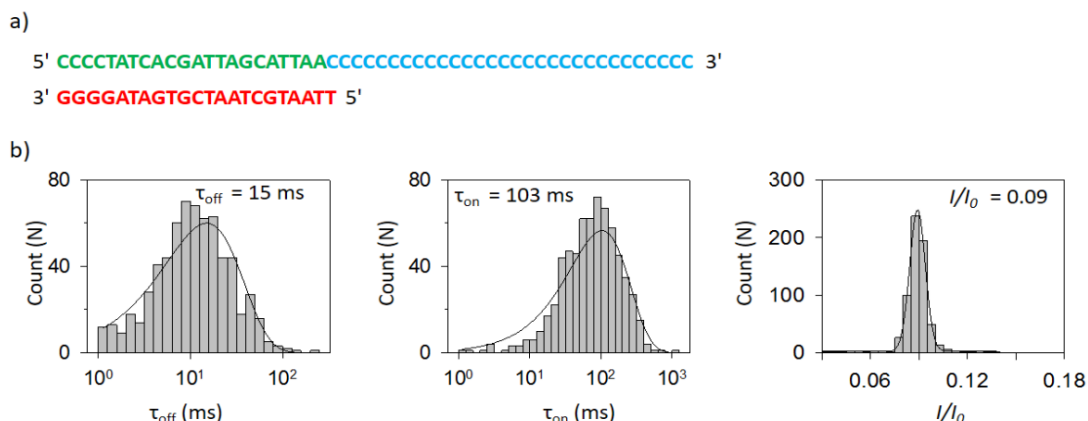 a)
5' CCCCTATCACGATTAGCATTAACCCCCCCCCCCCCCCCCCCCCCCCCCCCCC 3'
3' GGGGATAGTGCTAATCGTAATT 5'
b)
80
40
0
Count (N)
τoff = 15 ms
10⁰ 10¹ 10²
τoff (ms)
80
40
0
Count (N)
τon = 103 ms
10⁰ 10¹ 10² 10³
τon (ms)
300
200
100
0
Count (N)
I/I₀ = 0.09
0.06 0.12 0.18
I/I₀